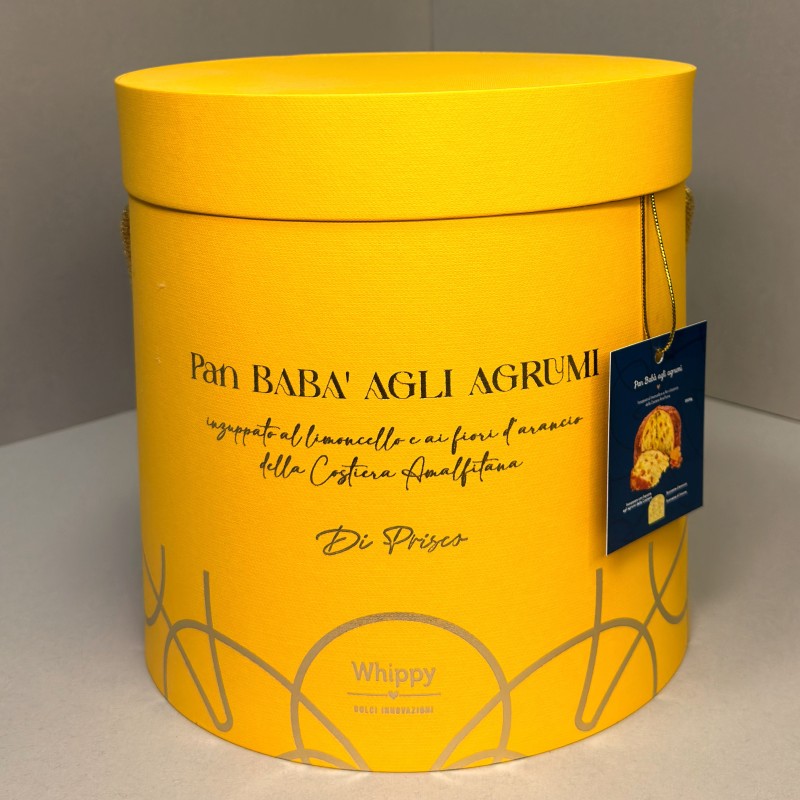 Pan BABA' AGLI AGRUMI
inzuppato al limoncello e ai fiori d'arancio
della Costiera Amalfitana
Di Prisco
Whippy
DOLCI INNOVAZIONI
Pan Babà agli agrumi